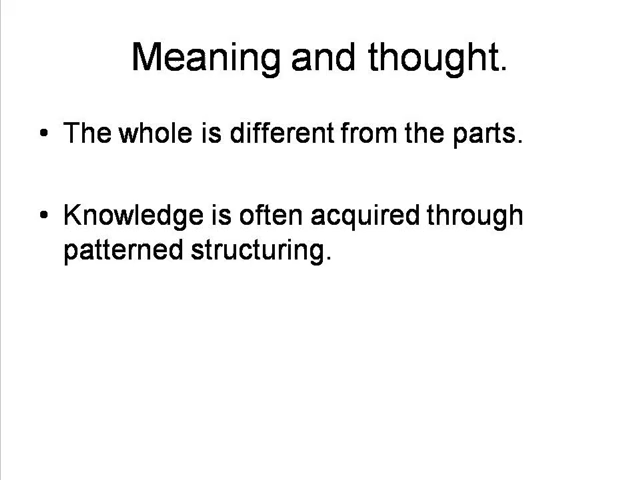 Meaning and thought.
• The whole is different from the parts.
• Knowledge is often acquired through
patterned structuring.